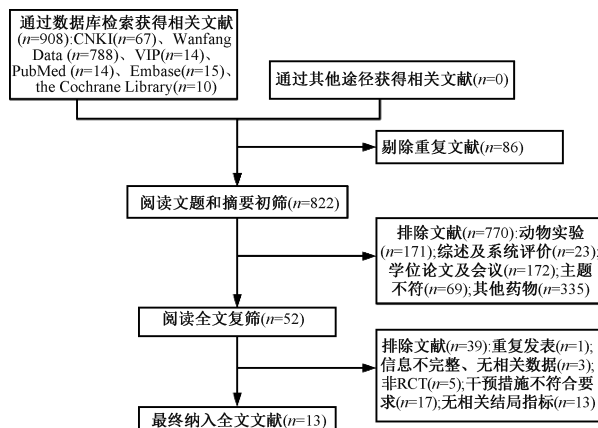 通过数据库检索获得相关文献
(n=908):CNKI(n=67)、Wanfang
Data (n=788)、VIP(n=14)、
PubMed (n=14)、Embase(n=15)、
the Cochrane Library(n=10)
通过其他途径获得相关文献(n=0)
剔除重复文献(n=86)
阅读文题和摘要初筛(n=822)
排除文献(n=770):动物实验
(n=171);综述及系统评价(n=23);
学位论文及会议(n=172);主题
不符(n=69);其他药物(n=335)
阅读全文复筛(n=52)
排除文献(n=39):重复发表(n=1);
信息不完整、无相关数据(n=3);
非RCT(n=5);干预措施不符合要
求(n=17);无相关结局指标(n=13)
最终纳入全文文献(n=13)